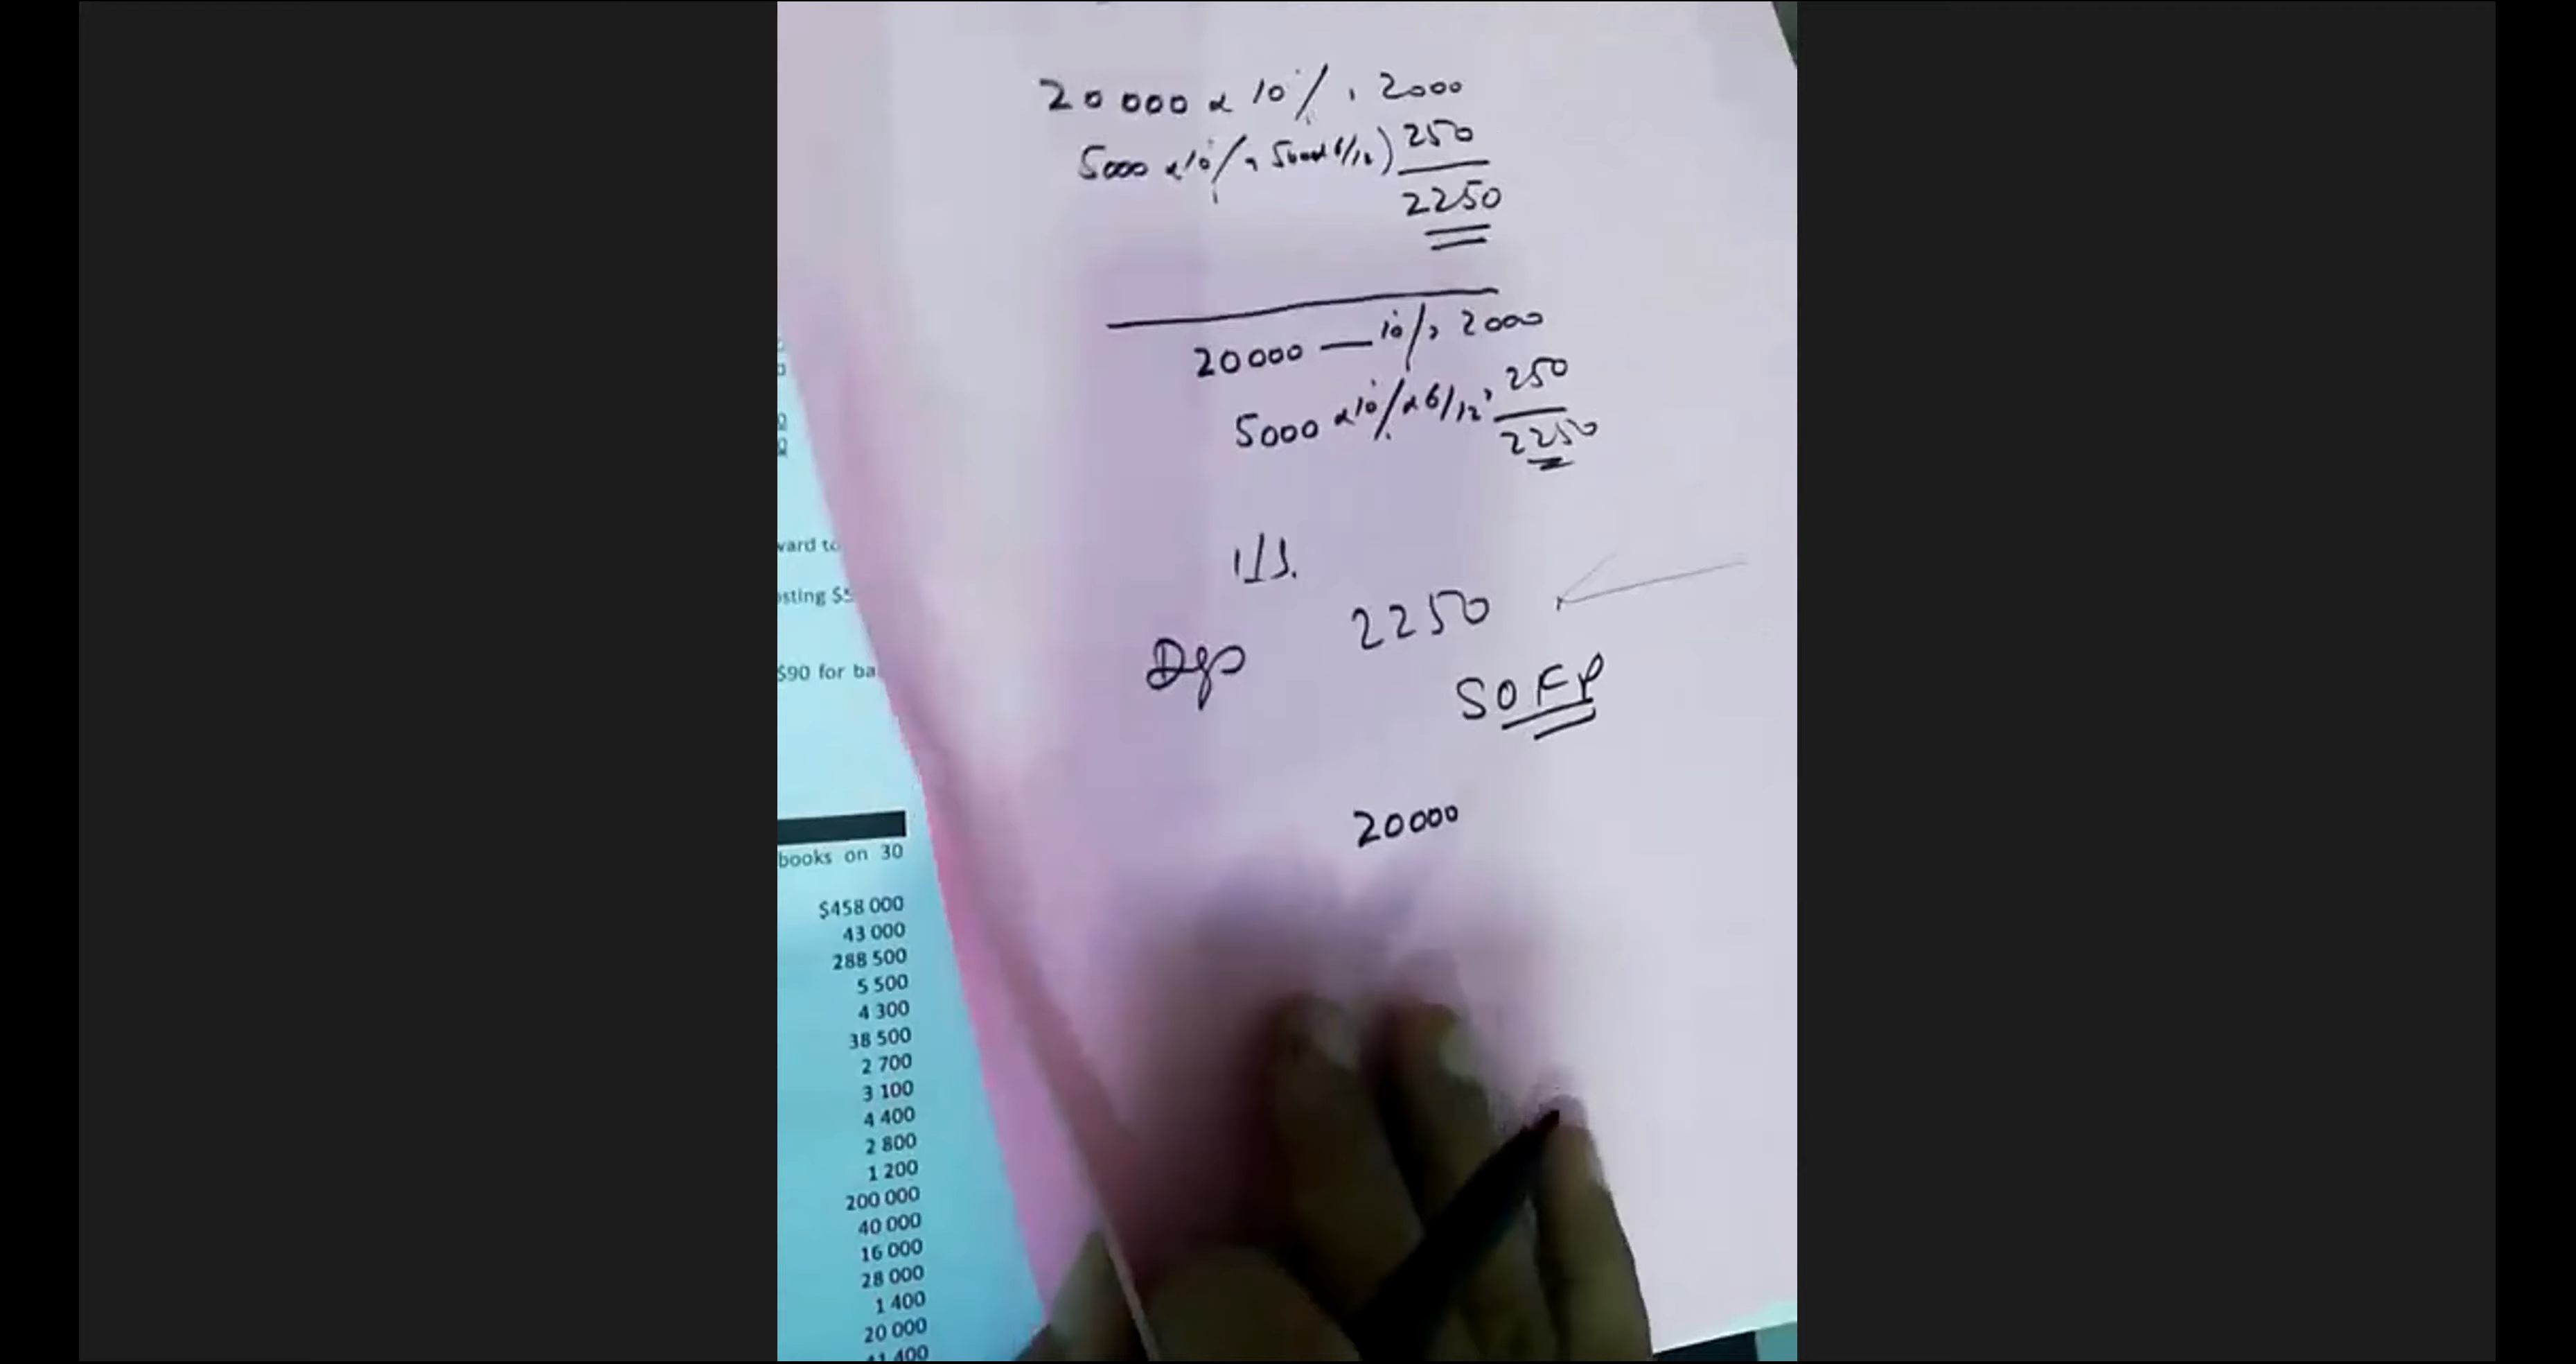 20000 x 10% , 2000
5000 x 10% , 500 x 6/12) 250
2250
20000 — 10% , 2000
5000 x 10% x 6/12 , 250
2250
I/S.
Dep 2250
SOFP
20000
ward to
osting $5
$90 for ba
books on 30
$458 000
43 000
288 500
5 500
4 300
38 500
2 700
3 100
4 400
2 800
1 200
200 000
40 000
16 000
28 000
1 400
20 000